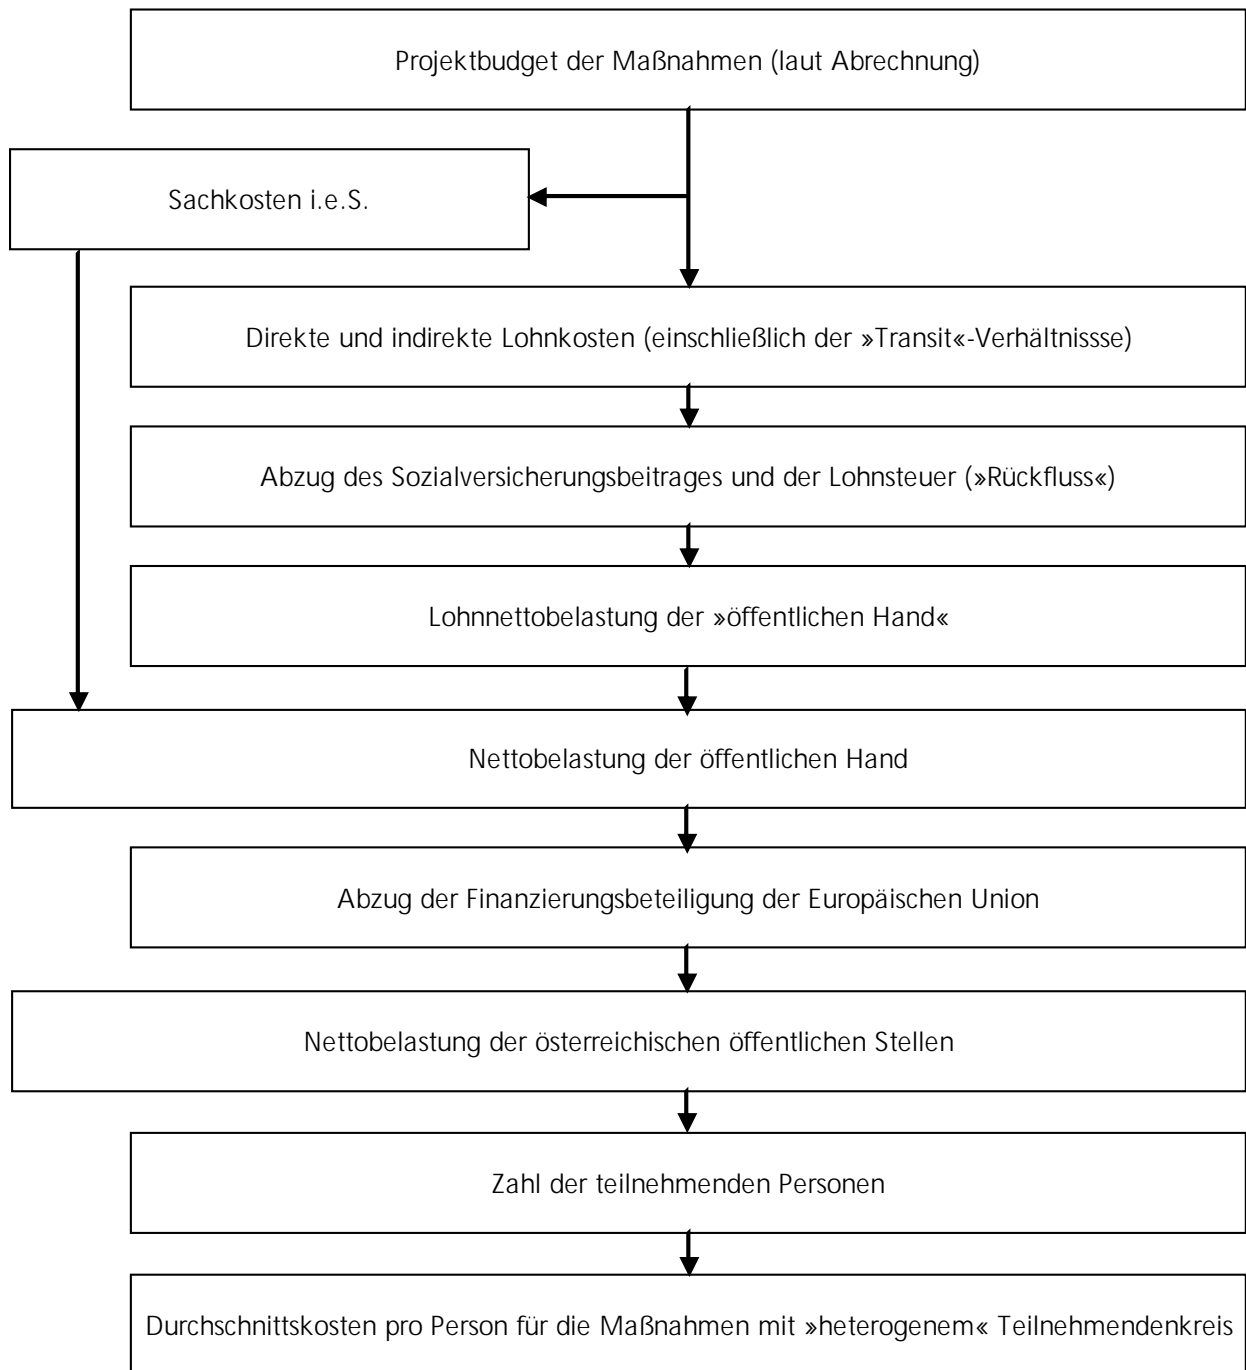 Projektbudget der Maßnahmen (laut Abrechnung)
Sachkosten i.e.S.
Direkte und indirekte Lohnkosten (einschließlich der »Transit«-Verhältnissse)
Abzug des Sozialversicherungsbeitrages und der Lohnsteuer (»Rückfluss«)
Lohnnettobelastung der »öffentlichen Hand«
Nettobelastung der öffentlichen Hand
Abzug der Finanzierungsbeteiligung der Europäischen Union
Nettobelastung der österreichischen öffentlichen Stellen
Zahl der teilnehmenden Personen
Durchschnittskosten pro Person für die Maßnahmen mit »heterogenem« Teilnehmendenkreis